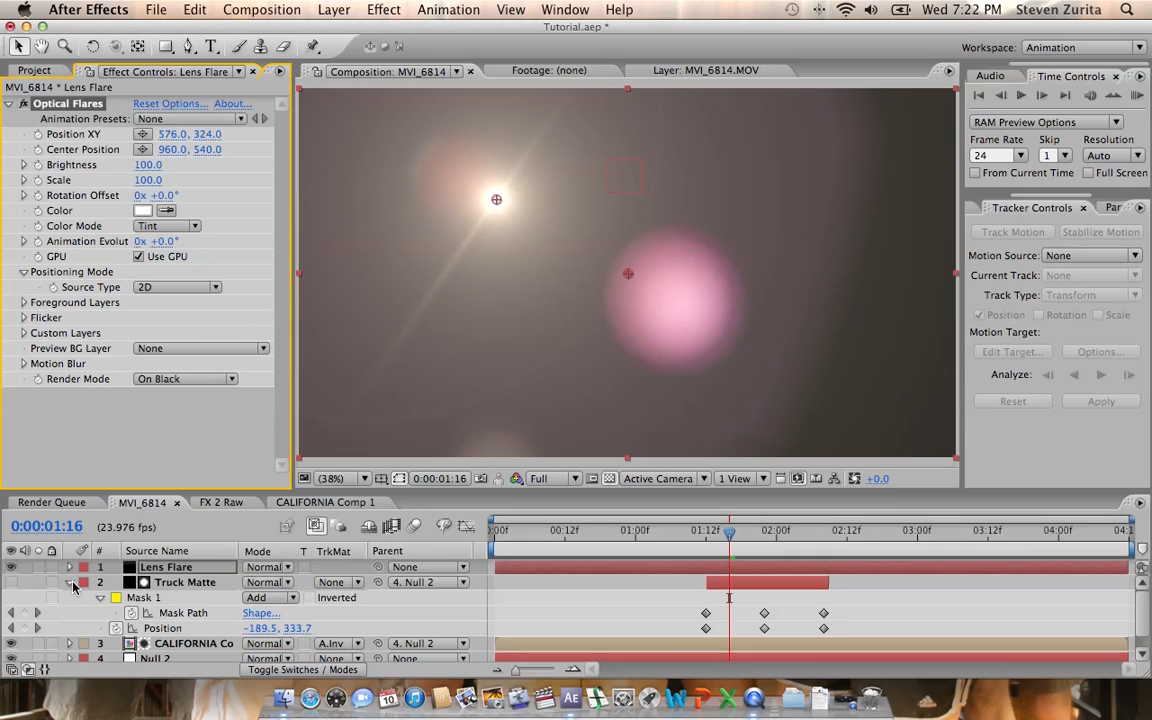 After Effects File Edit Composition Layer Effect Animation View Window Help Wed 7:22 PM Steven Zurita
Tutorial.aep *
Workspace: Animation
Project Effect Controls: Lens Flare Composition: MVI_6814 Footage: (none) Layer: MVI_6814.MOV Audio Time Controls
MVI_6814 * Lens Flare
fx Optical Flares Reset Options... About...
Animation Presets: None
Position XY 576.0, 324.0
Center Position 960.0, 540.0
Brightness 100.0
Scale 100.0
Rotation Offset 0x +0.0°
Color
Color Mode Tint
Animation Evolut 0x +0.0°
GPU Use GPU
Positioning Mode
Source Type 2D
Foreground Layers
Flicker
Custom Layers
Preview BG Layer None
Motion Blur
Render Mode On Black
RAM Preview Options
Frame Rate Skip Resolution
24 1 Auto
From Current Time Full Screen
Tracker Controls Par
Track Motion Stabilize Motion
Motion Source: None
Current Track: None
Track Type: Transform
Position Rotation Scale
Motion Target:
Edit Target... Options...
Analyze:
Reset Apply
(38%) 0:00:01:16 Full Active Camera 1 View +0.0
Render Queue MVI_6814 FX 2 Raw CALIFORNIA Comp 1
0:00:01:16 (23.976 fps)
:00f 00:12f 01:00f 01:12f 02:00f 02:12f 03:00f 03:12f 04:00f 04:1
# Source Name Mode T TrkMat Parent
1 Lens Flare Normal None
2 Truck Matte Normal None 4. Null 2
Mask 1 Add Inverted
Mask Path Shape...
Position -189.5, 333.7
3 CALIFORNIA Co Normal A.Inv 4. Null 2
4 Null 2 Normal None None
Toggle Switches / Modes